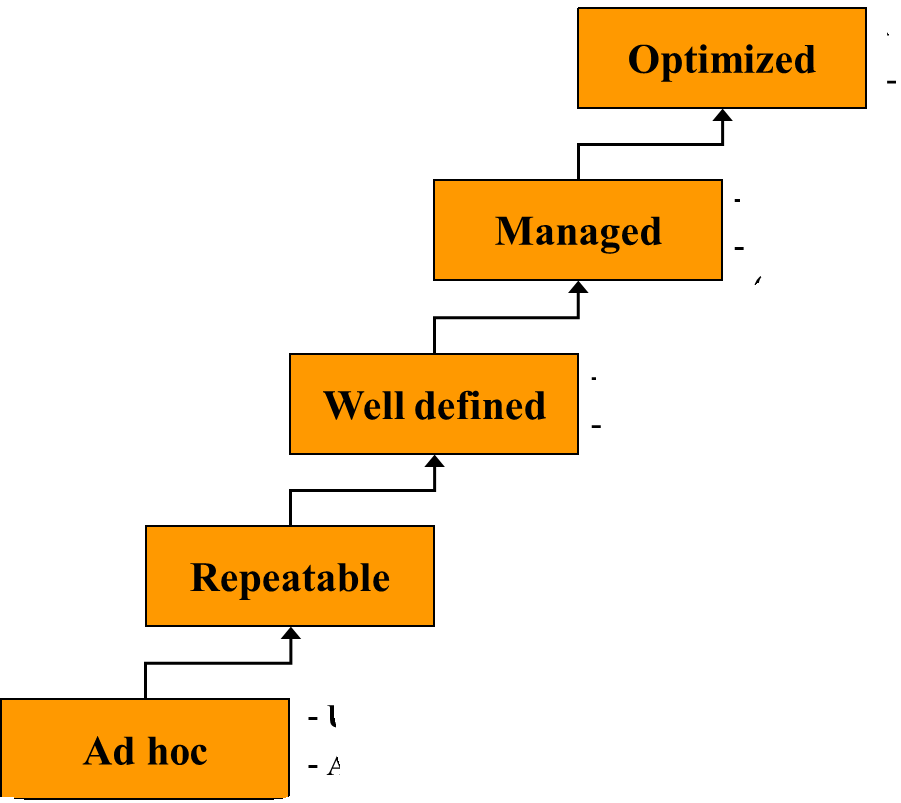 Optimized
Managed
Well defined
Repeatable
Ad hoc